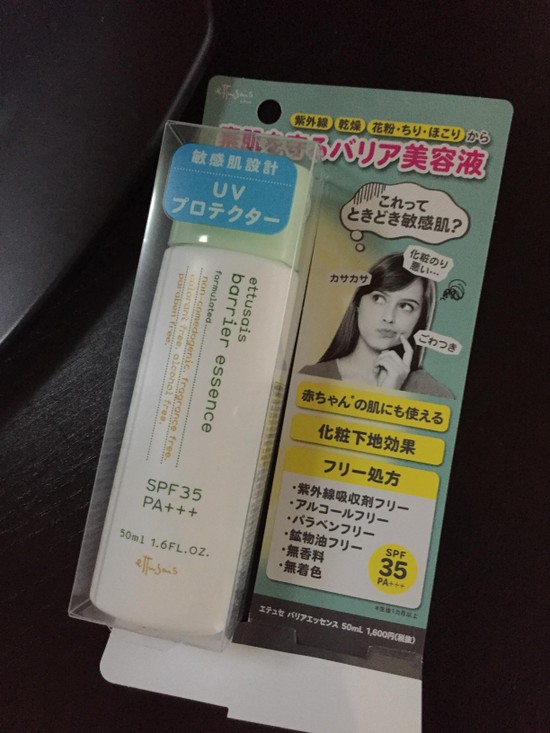 ettusais
紫外線 乾燥 花粉・ちり・ほこり から
素肌を守るバリア美容液
これって
ときどき敏感肌?
化粧のり
悪い…
カサカサ
ごわつき
赤ちゃん*の肌にも使える
化粧下地効果
フリー処方
・紫外線吸収剤フリー
・アルコールフリー
・パラベンフリー
・鉱物油フリー
・無香料
・無着色
SPF
35
PA+++
エテュセ バリアエッセンス 50mL 1,600円(税抜)
敏感肌設計
UV
プロテクター
ettusais
barrier essence
formulated
non-comedogenic, fragrance free,
colorant free, alcohol free,
paraban free.
SPF35
PA+++
50ml 1.6FL.OZ.
ettusais